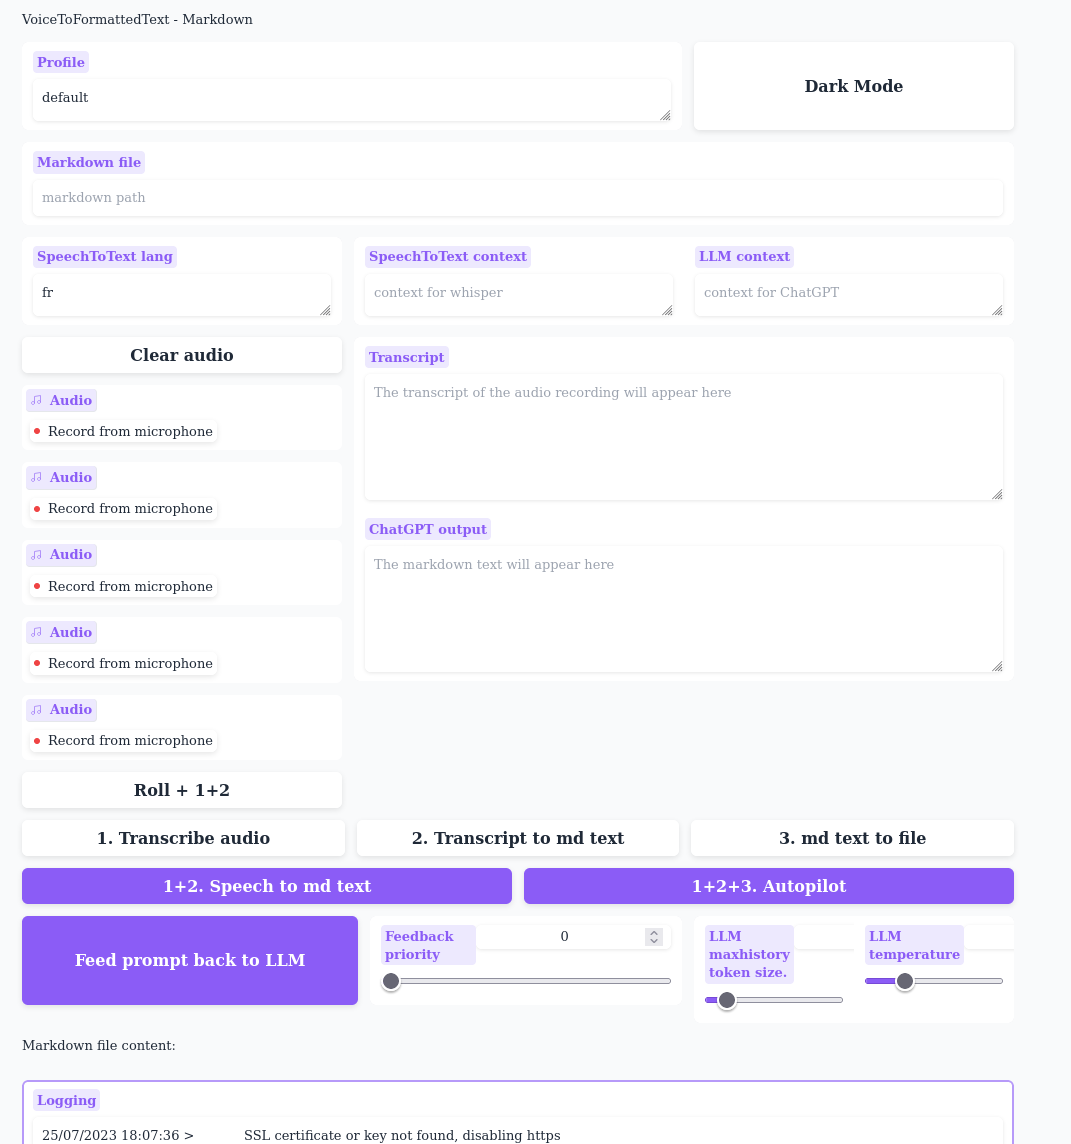 VoiceToFormattedText - Markdown
Profile
default
Dark Mode
Markdown file
markdown path
SpeechToText lang
fr
SpeechToText context
context for whisper
LLM context
context for ChatGPT
Clear audio
Audio
Record from microphone
Audio
Record from microphone
Audio
Record from microphone
Audio
Record from microphone
Audio
Record from microphone
Roll + 1+2
Transcript
The transcript of the audio recording will appear here
ChatGPT output
The markdown text will appear here
1. Transcribe audio
2. Transcript to md text
3. md text to file
1+2. Speech to md text
1+2+3. Autopilot
Feed prompt back to LLM
Feedback
priority
0
LLM
maxhistory
token size.
LLM
temperature
Markdown file content:
Logging
25/07/2023 18:07:36 > SSL certificate or key not found, disabling https